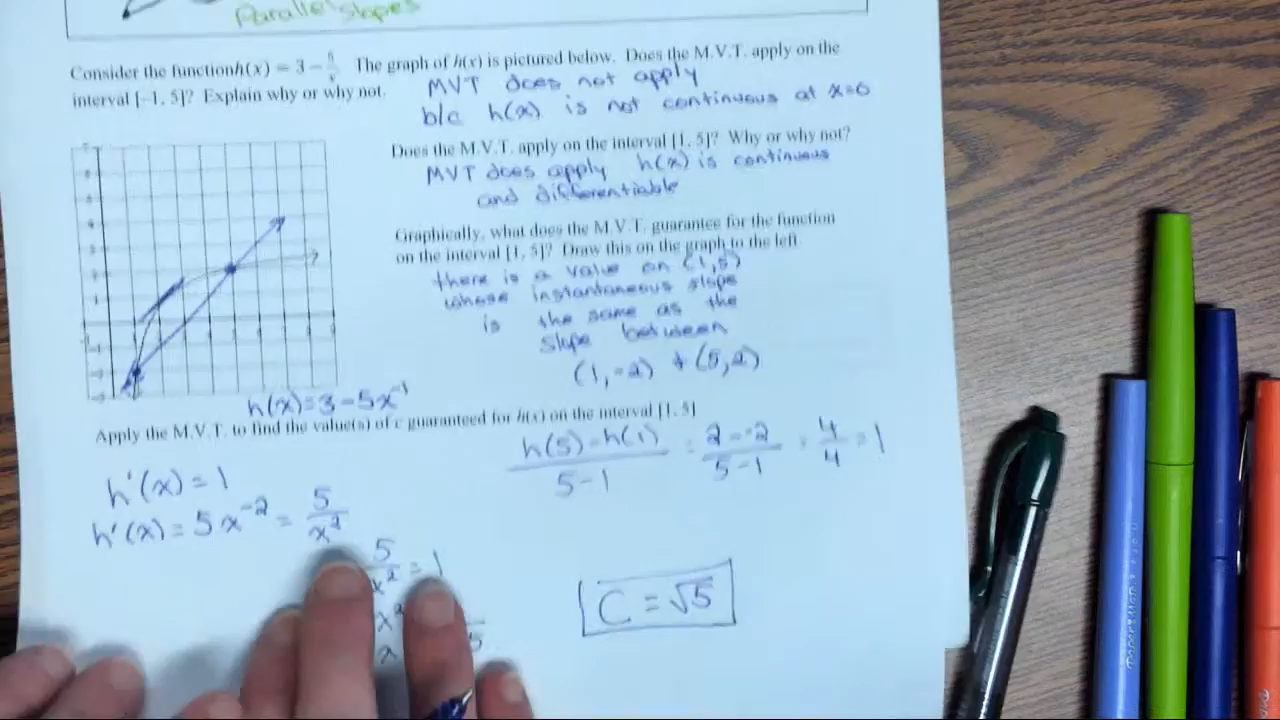 Parallel slopes
Consider the function h(x) = 3 − 5/x. The graph of h(x) is pictured below. Does the M.V.T. apply on the
interval [−1, 5]? Explain why or why not.
MVT does not apply
b/c h(x) is not continuous at x=0
Does the M.V.T. apply on the interval [1, 5]? Why or why not?
MVT does apply h(x) is continuous
and differentiable
Graphically, what does the M.V.T. guarantee for the function
on the interval [1, 5]? Draw this on the graph to the left
there is a value on (1,5)
whose instantaneous slope
is the same as the
slope between
(1,-2) + (5,2)
h(x)=3-5x⁻¹
Apply the M.V.T. to find the value(s) of c guaranteed for h(x) on the interval [1, 5]
h(5)-h(1)/5-1 = 2--2/5-1 = 4/4 = 1
h'(x) = 1
h'(x) = 5x⁻² = 5/x²
5/x² = 1
x²
x 5
C = √5